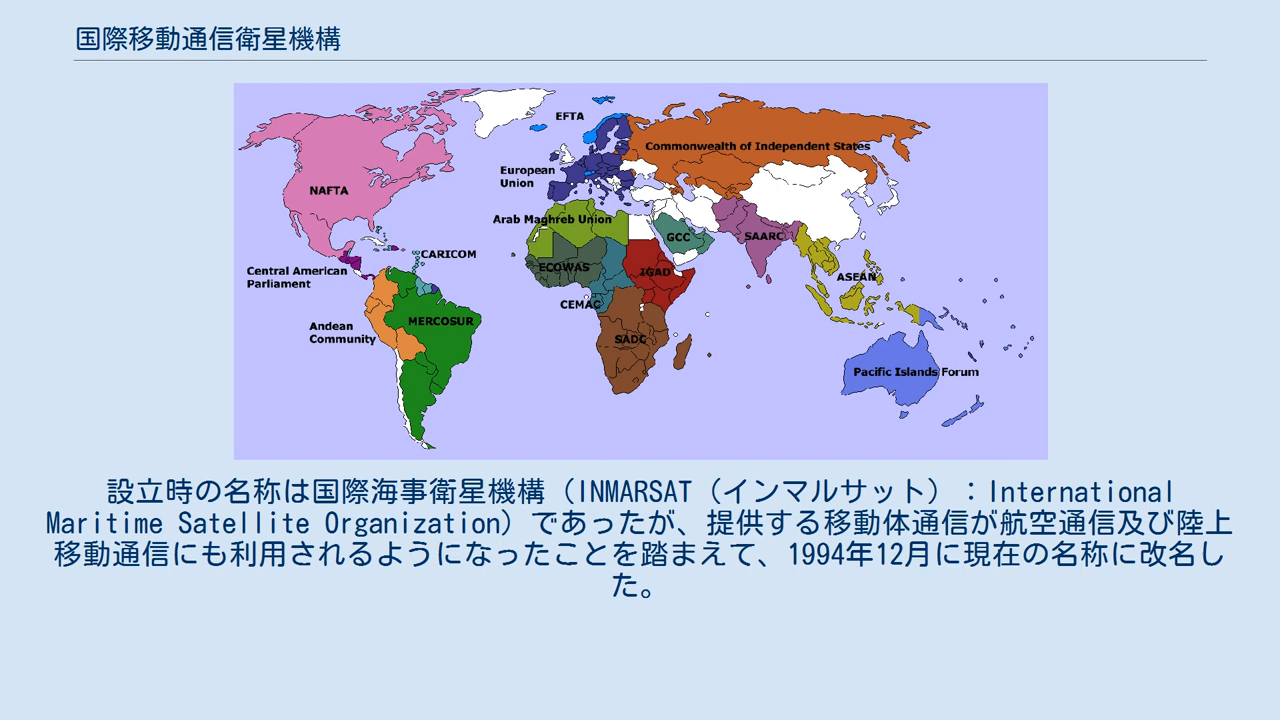 国際移動通信衛星機構
EFTA
Commonwealth of Independent States
European
Union
NAFTA
Arab Maghreb Union
GCC
SAARC
CARICOM
ECOWAS
IGAD
ASEAN
Central American
Parliament
CEMAC
MERCOSUR
Andean
Community
SADC
Pacific Islands Forum
設立時の名称は国際海事衛星機構（INMARSAT（インマルサット）：International
Maritime Satellite Organization）であったが、提供する移動体通信が航空通信及び陸上
移動通信にも利用されるようになったことを踏まえて、1994年12月に現在の名称に改名し
た。